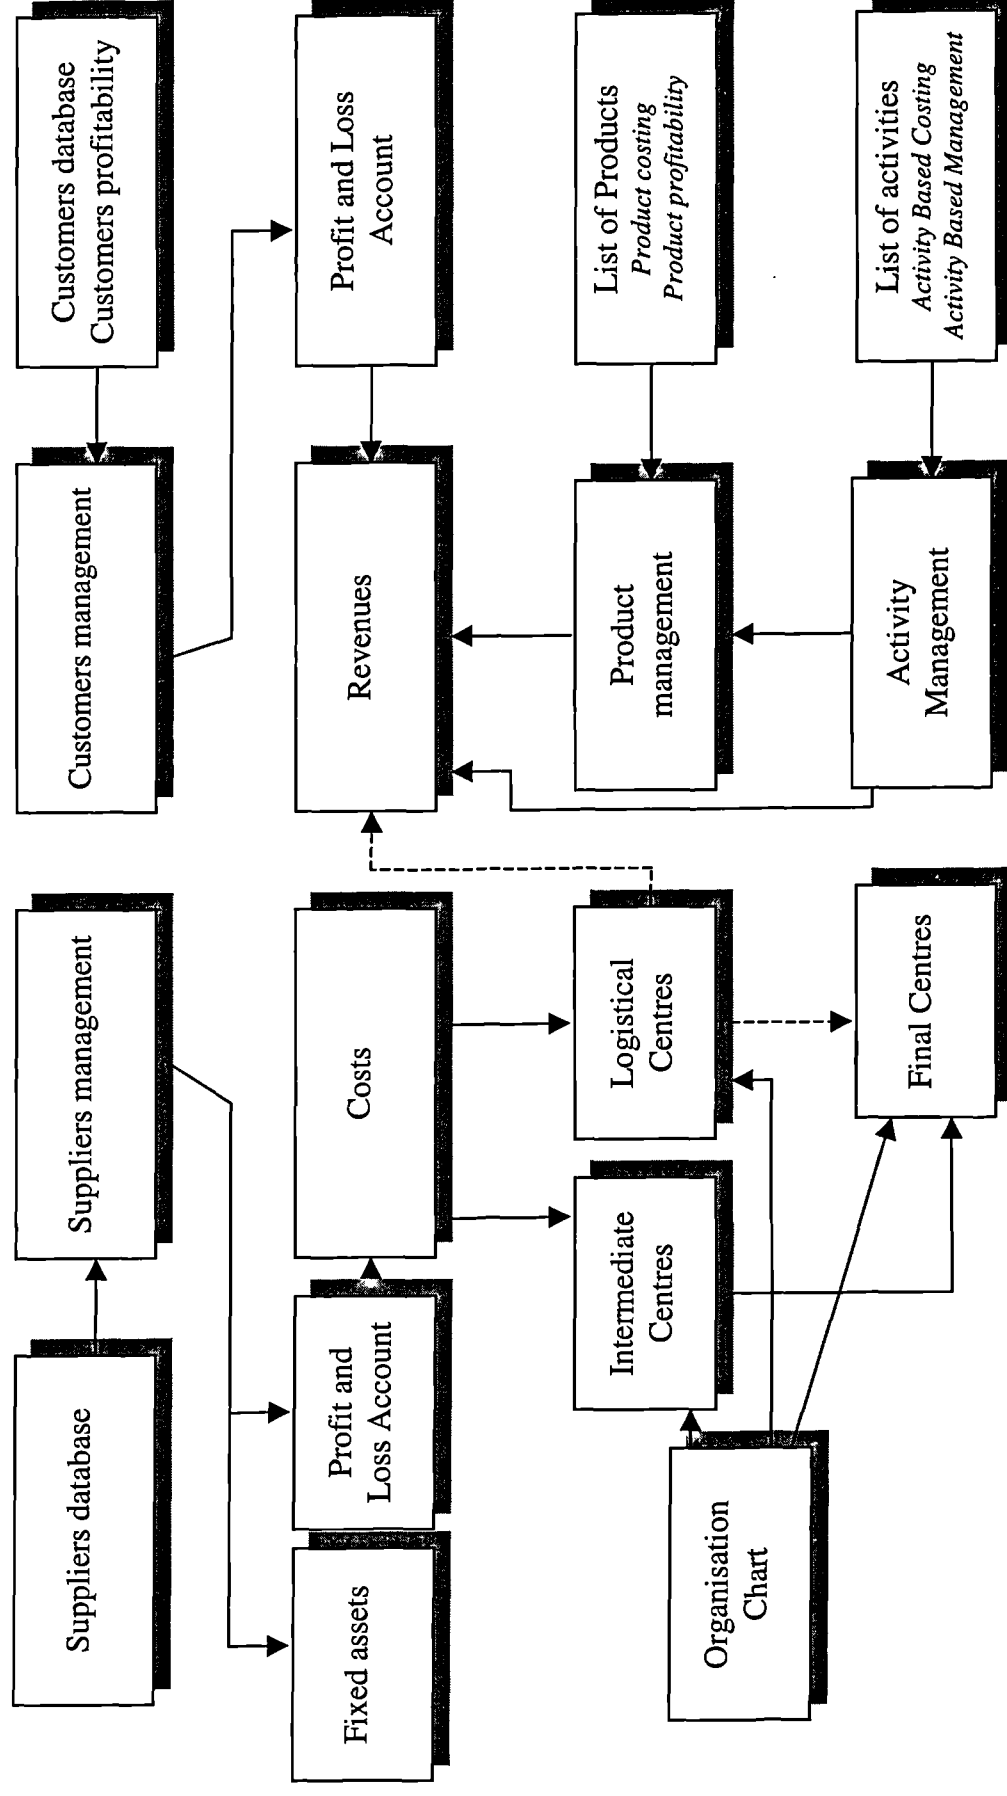 Suppliers database
Suppliers management
Customers management
Customers database
Customers profitability
Fixed assets
Profit and
Loss Account
Costs
Revenues
Profit and Loss
Account
Organisation
Chart
Intermediate
Centres
Logistical
Centres
Product
management
List of Products
Product costing
Product profitability
Final Centres
Activity
Management
List of activities
Activity Based Costing
Activity Based Management